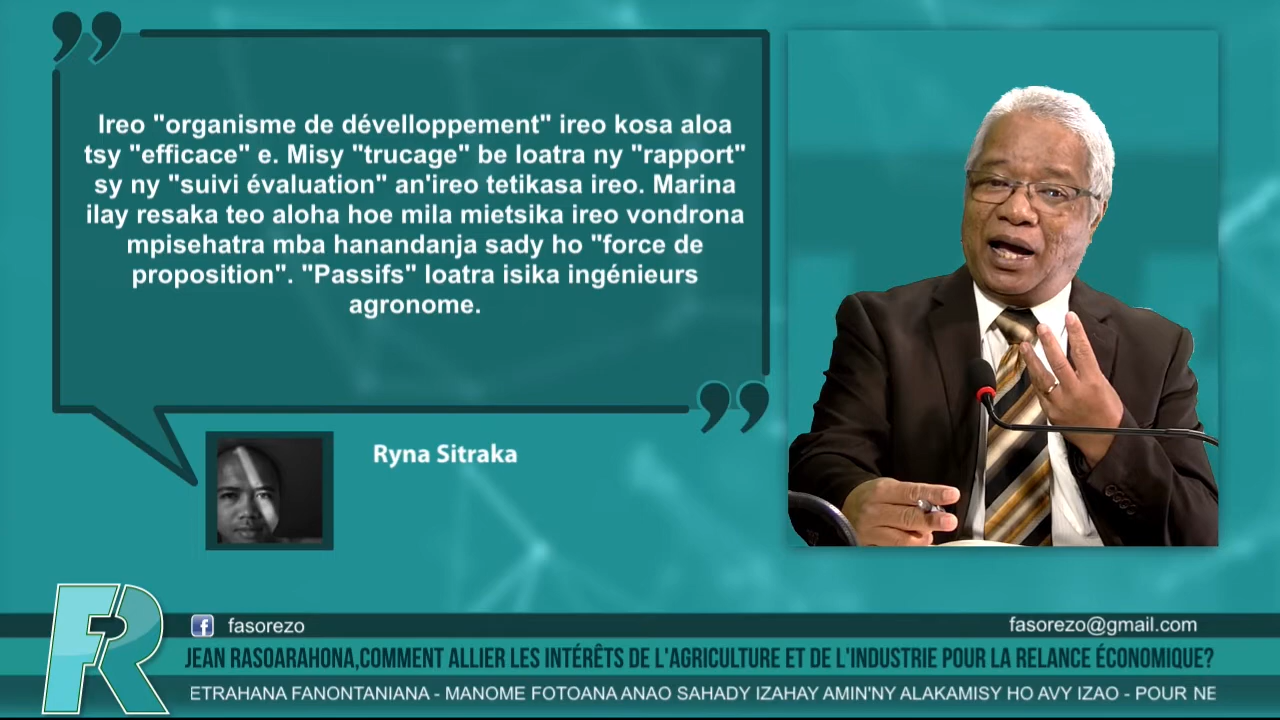 Ireo "organisme de dévelloppement" ireo kosa aloa
tsy "efficace" e. Misy "trucage" be loatra ny "rapport"
sy ny "suivi évaluation" an'ireo tetikasa ireo. Marina
ilay resaka teo aloha hoe mila mietsika ireo vondrona
mpisehatra mba hanandanja sady ho "force de
proposition". "Passifs" loatra isika ingénieurs
agronome.
Ryna Sitraka
FR
fasorezo
fasorezo@gmail.com
JEAN RASOARAHONA,COMMENT ALLIER LES INTÉRÊTS DE L'AGRICULTURE ET DE L'INDUSTRIE POUR LA RELANCE ÉCONOMIQUE?
ETRAHANA FANONTANIANA - MANOME FOTOANA ANAO SAHADY IZAHAY AMIN'NY ALAKAMISY HO AVY IZAO - POUR NE